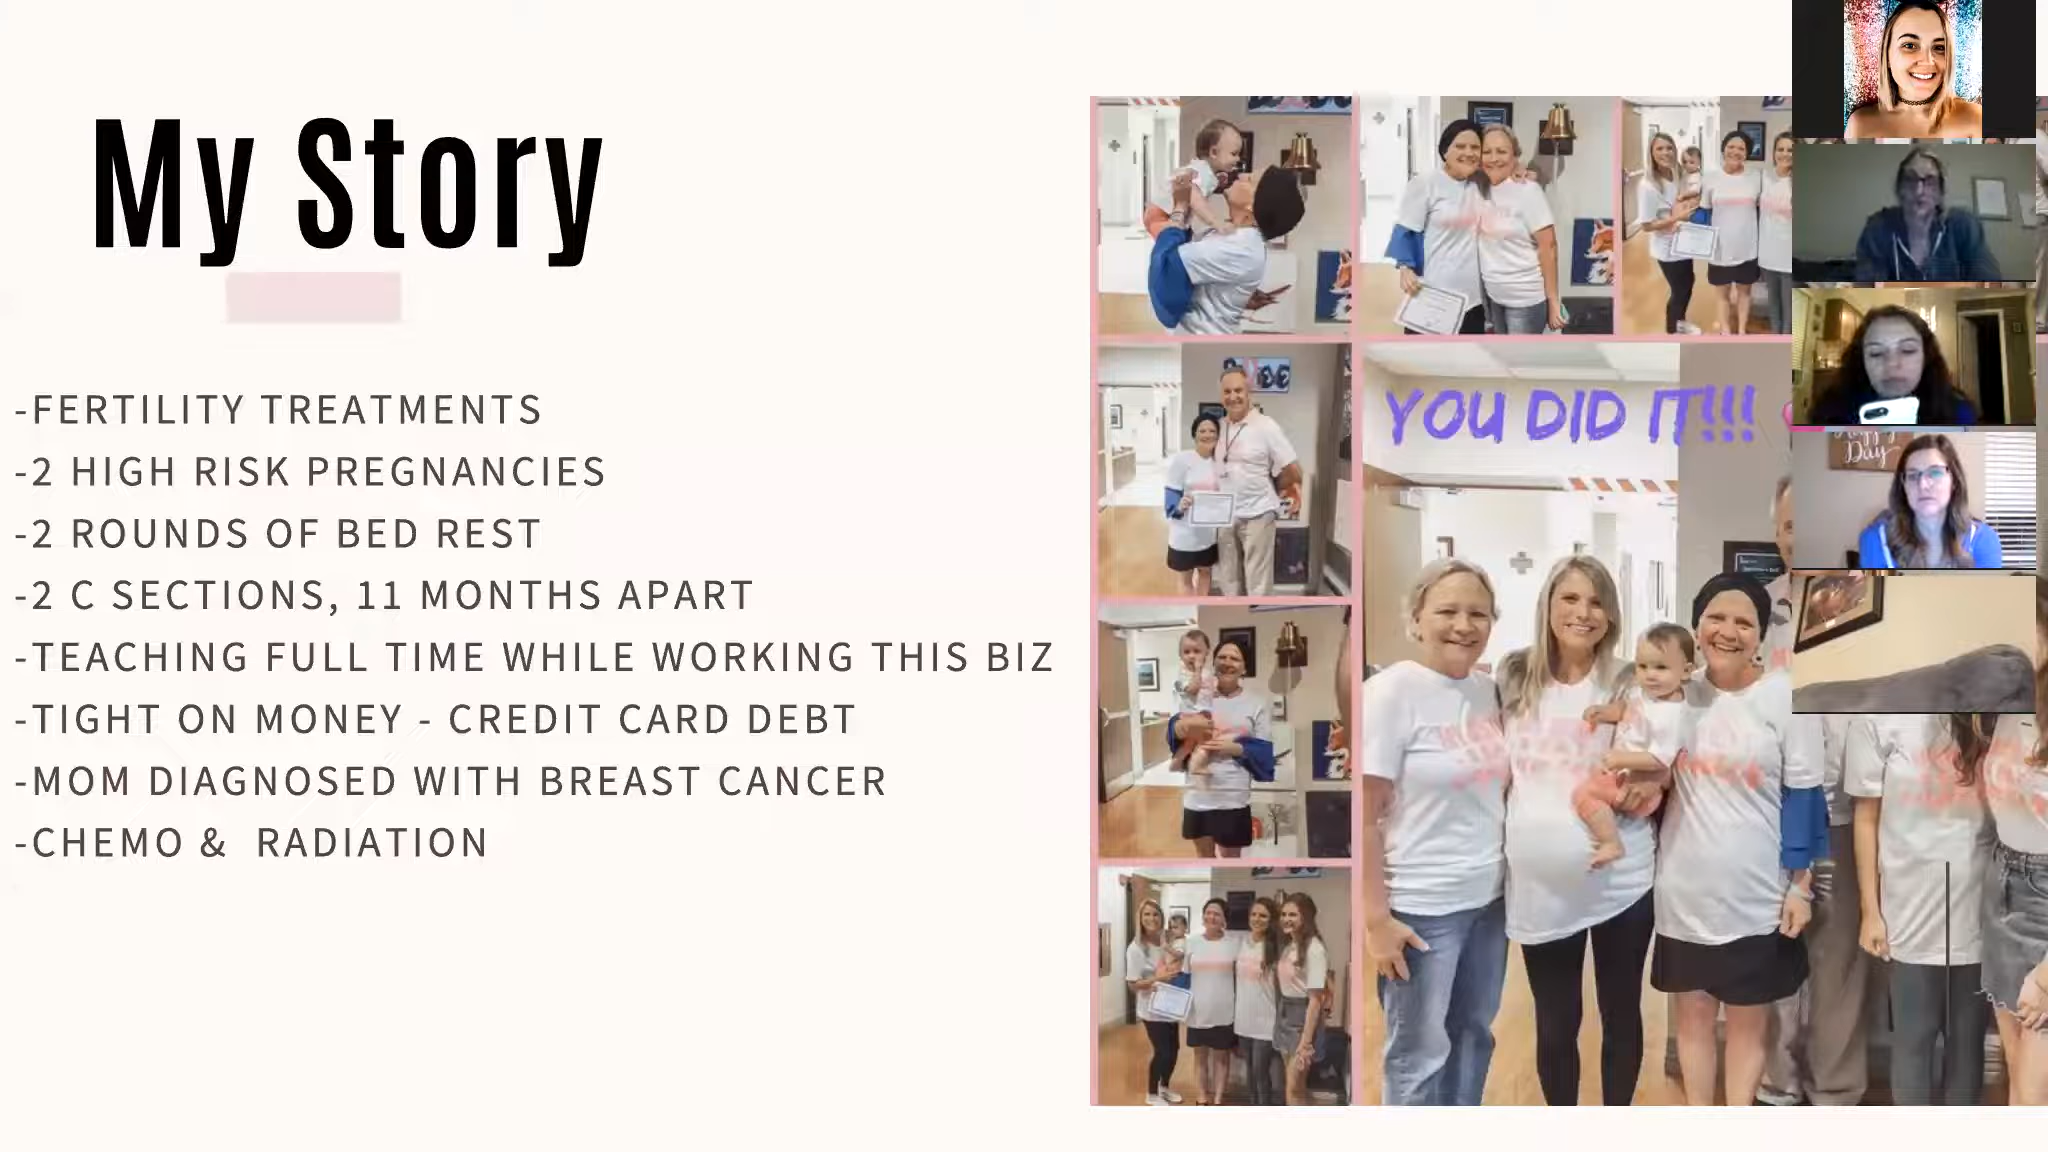 My Story
-FERTILITY TREATMENTS
-2 HIGH RISK PREGNANCIES
-2 ROUNDS OF BED REST
-2 C SECTIONS, 11 MONTHS APART
-TEACHING FULL TIME WHILE WORKING THIS BIZ
-TIGHT ON MONEY - CREDIT CARD DEBT
-MOM DIAGNOSED WITH BREAST CANCER
-CHEMO & RADIATION
YOU DID IT!!!
Day